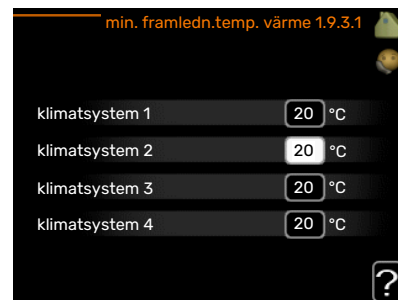 min. framledn.temp. värme 1.9.3.1
klimatsystem 1 20 °C
klimatsystem 2 20 °C
klimatsystem 3 20 °C
klimatsystem 4 20 °C
?